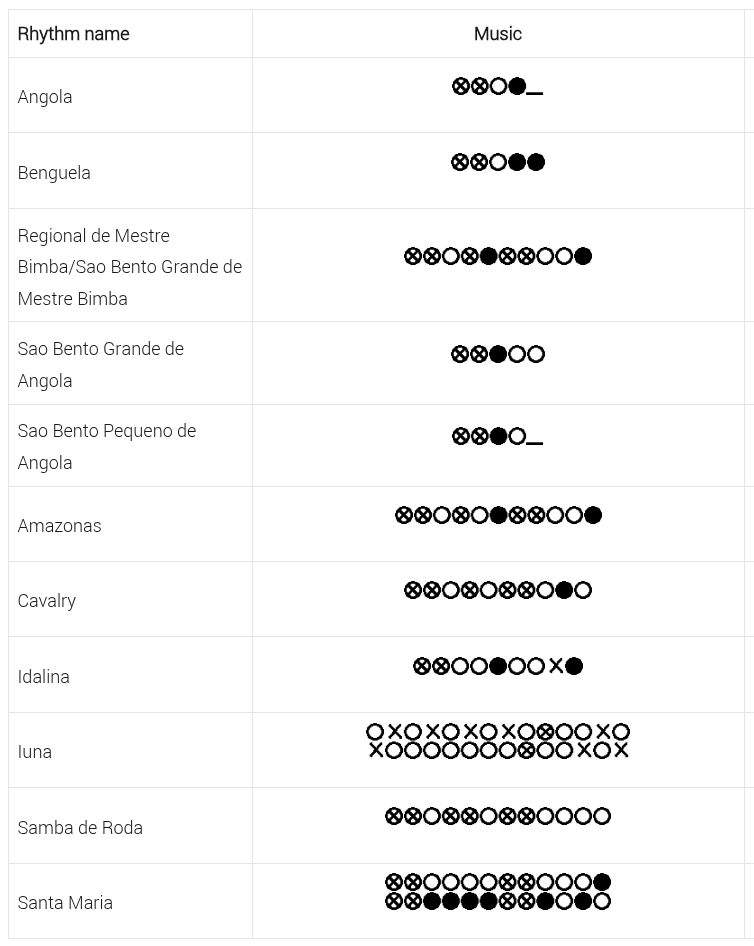 Rhythm name Music
Angola ⊗⊗○●_
Benguela ⊗⊗○●●
Regional de Mestre
Bimba/Sao Bento Grande de
Mestre Bimba ⊗⊗○⊗●⊗⊗○○●
Sao Bento Grande de
Angola ⊗⊗●○○
Sao Bento Pequeno de
Angola ⊗⊗●○_
Amazonas ⊗⊗○⊗○●⊗⊗○○●
Cavalry ⊗⊗○⊗○⊗⊗○●○
Idalina ⊗⊗○○●○○×●
Iuna ○×○×○×○×○⊗○○×○
×○○○○○○○⊗○○×○×
Samba de Roda ⊗⊗○⊗⊗○⊗⊗○○○○
Santa Maria ⊗⊗○○○○⊗⊗○○○●
⊗⊗●●●●⊗⊗●○●○